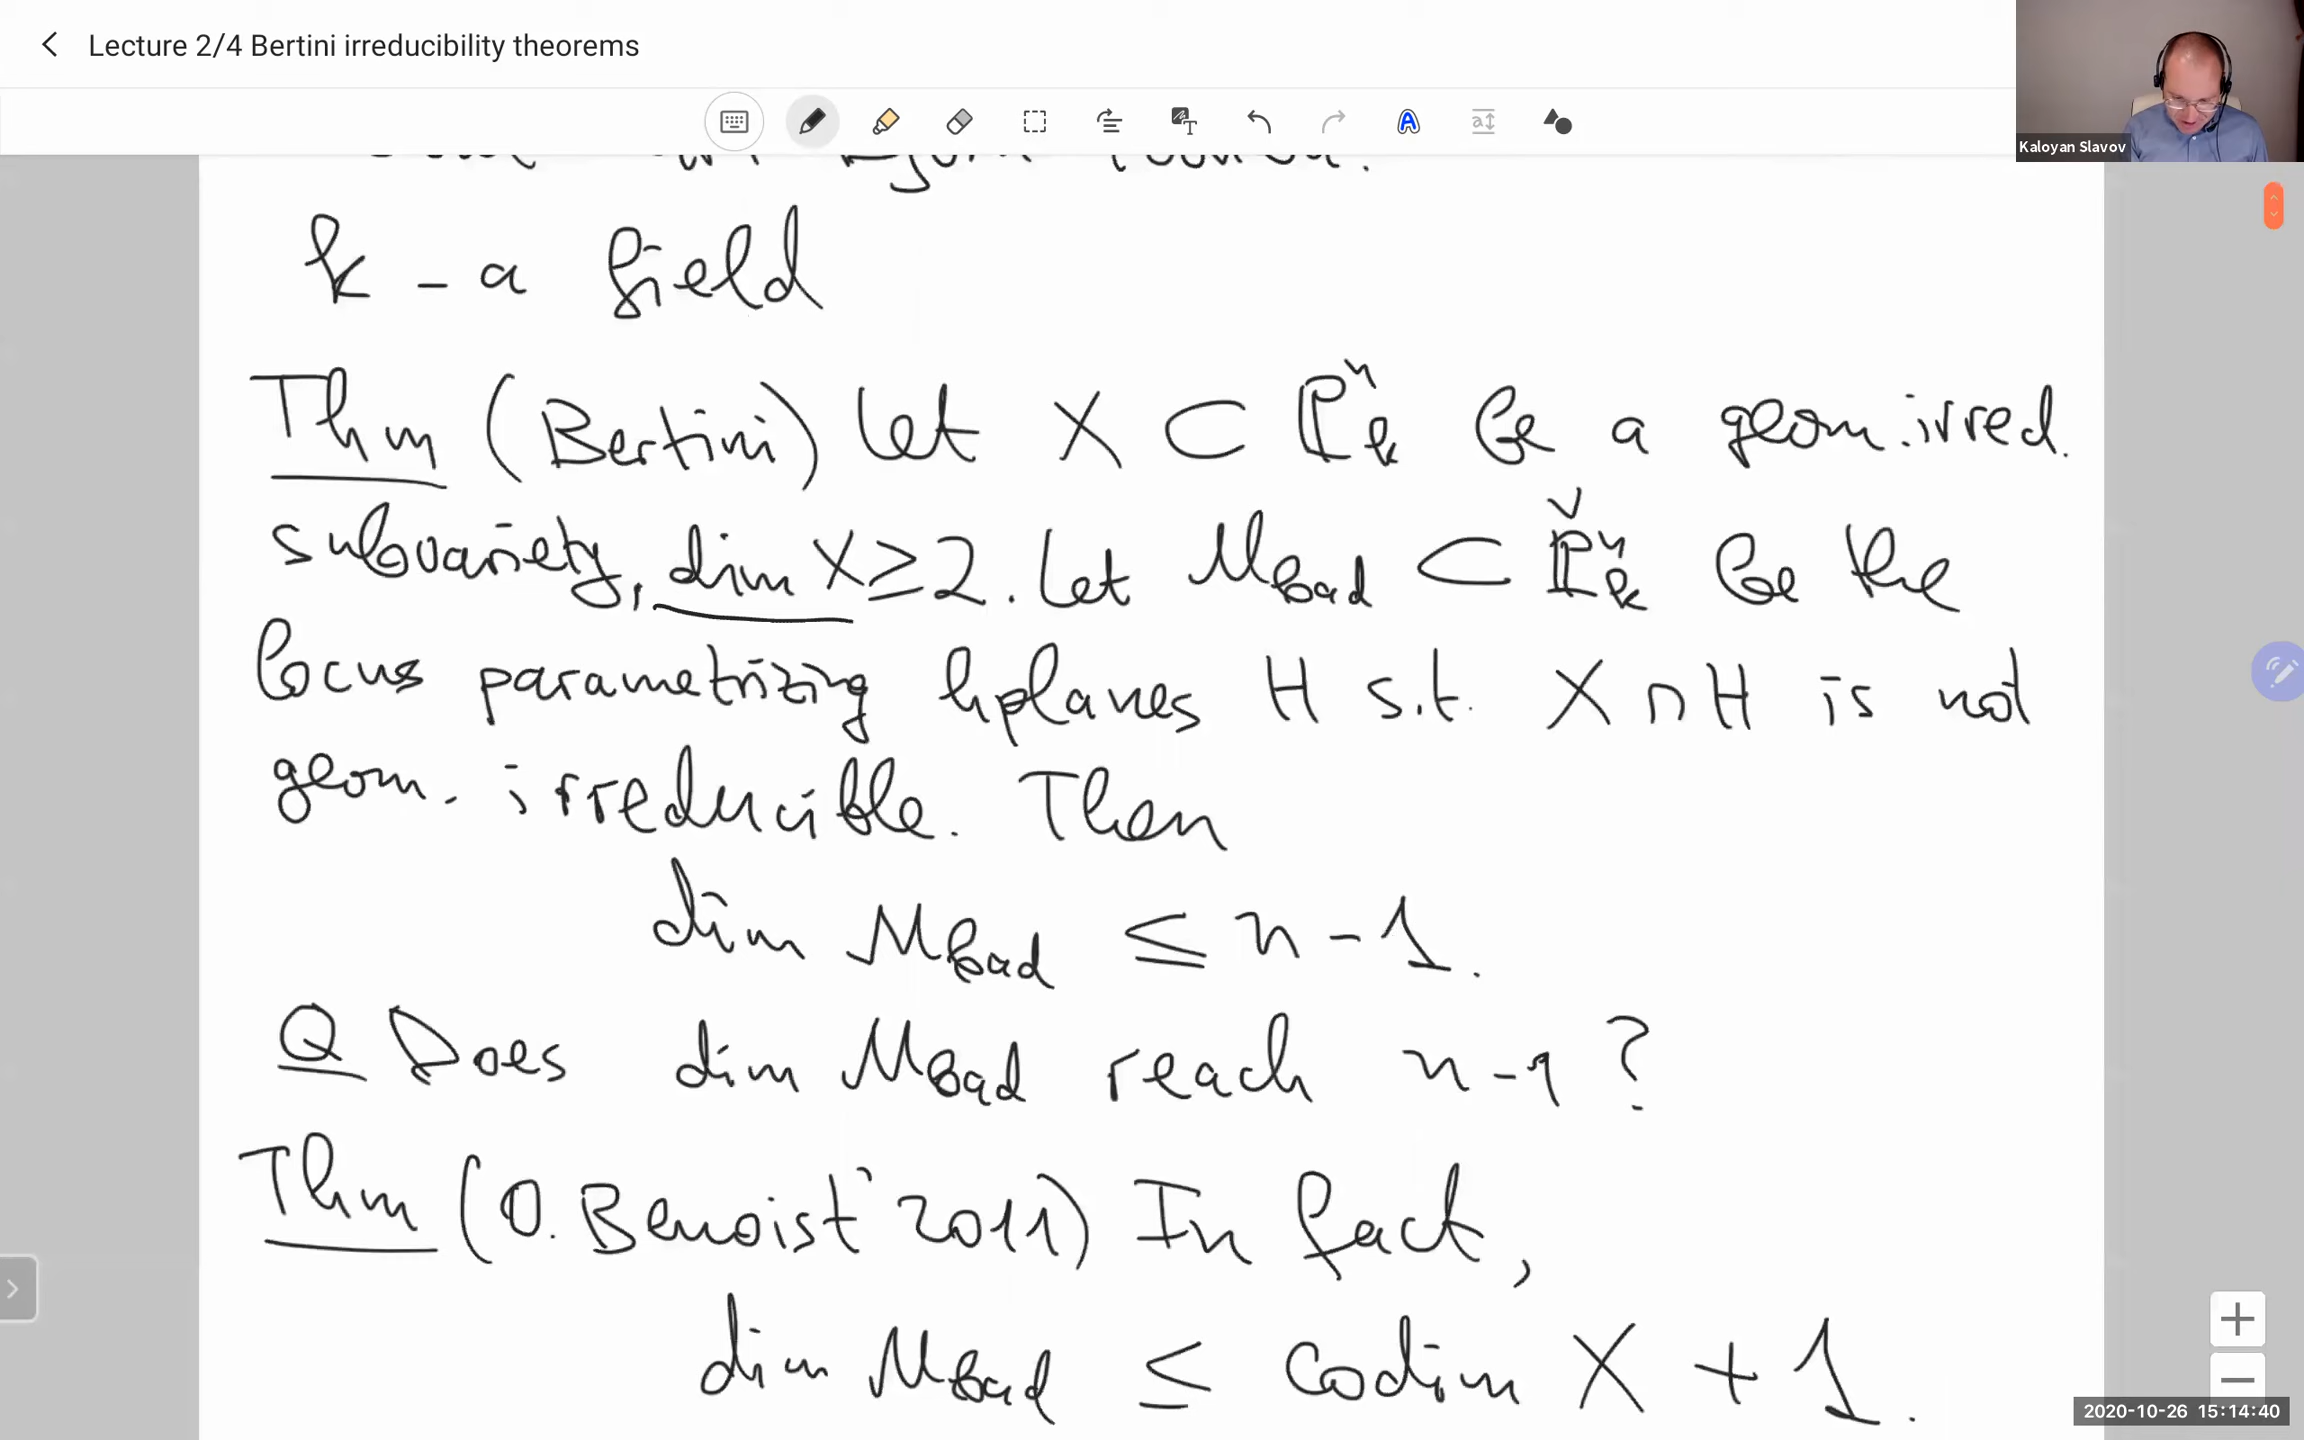 Lecture 2/4 Bertini irreducibility theorems
Kaloyan Slavov
k - a field
Thm (Bertini) Let X ⊂ ℙⁿₖ be a geom. irred.
subvariety, dim X ≥ 2. Let M_bad ⊂ ℙ̌ⁿₖ be the
locus parametrizing hplanes H s.t. X ∩ H is not
geom. irreducible. Then
dim M_bad ≤ n - 1.
Q Does dim M_bad reach n - 1 ?
Thm (O. Benoist' 2011) In fact,
dim M_bad ≤ codim X + 1.
2020-10-26 15:14:40